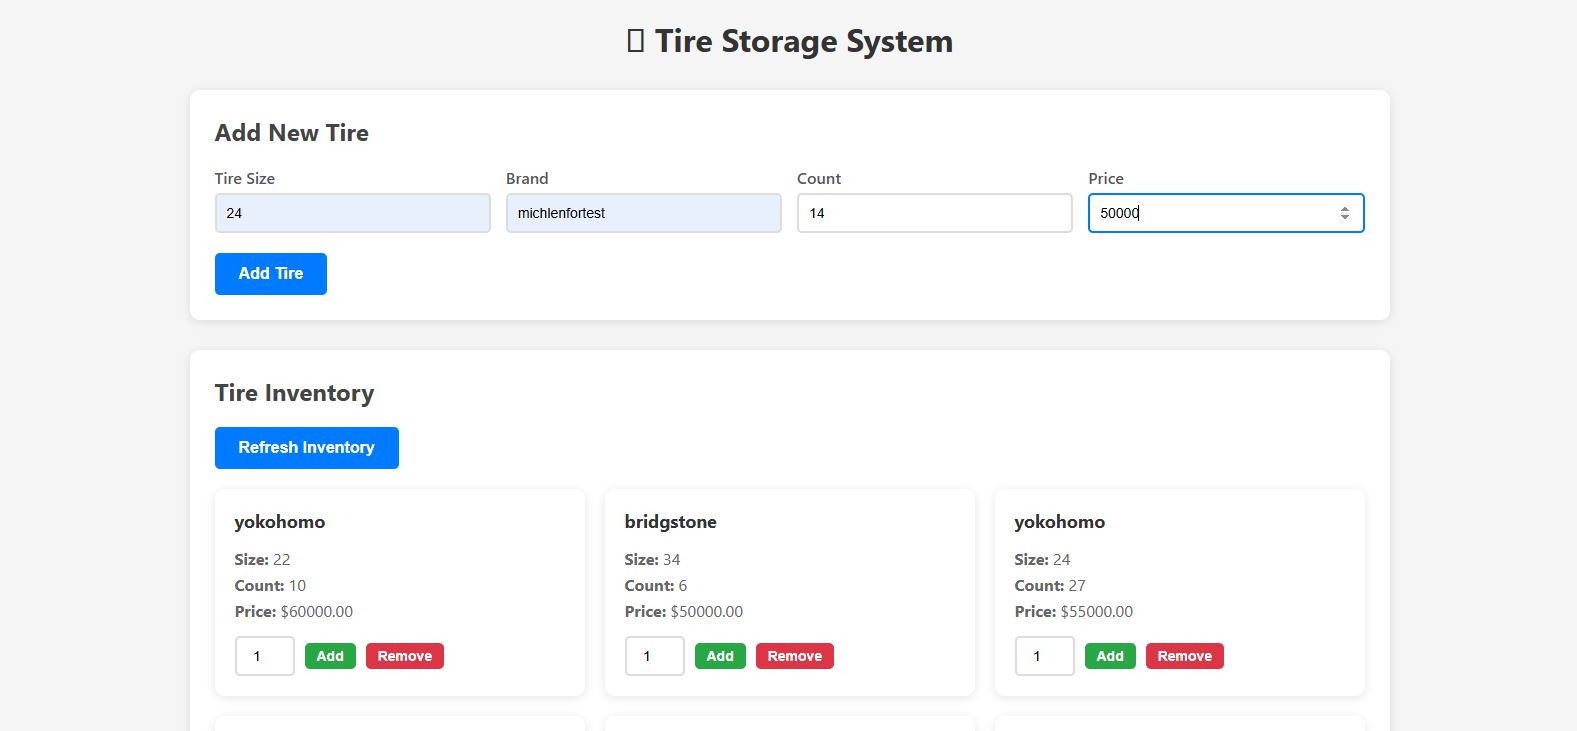 Tire Storage System
Add New Tire
Tire Size Brand Count Price
24 michlenfortest 14 50000
Add Tire
Tire Inventory
Refresh Inventory
yokohomo
Size: 22
Count: 10
Price: $60000.00
1 Add Remove
bridgstone
Size: 34
Count: 6
Price: $50000.00
1 Add Remove
yokohomo
Size: 24
Count: 27
Price: $55000.00
1 Add Remove